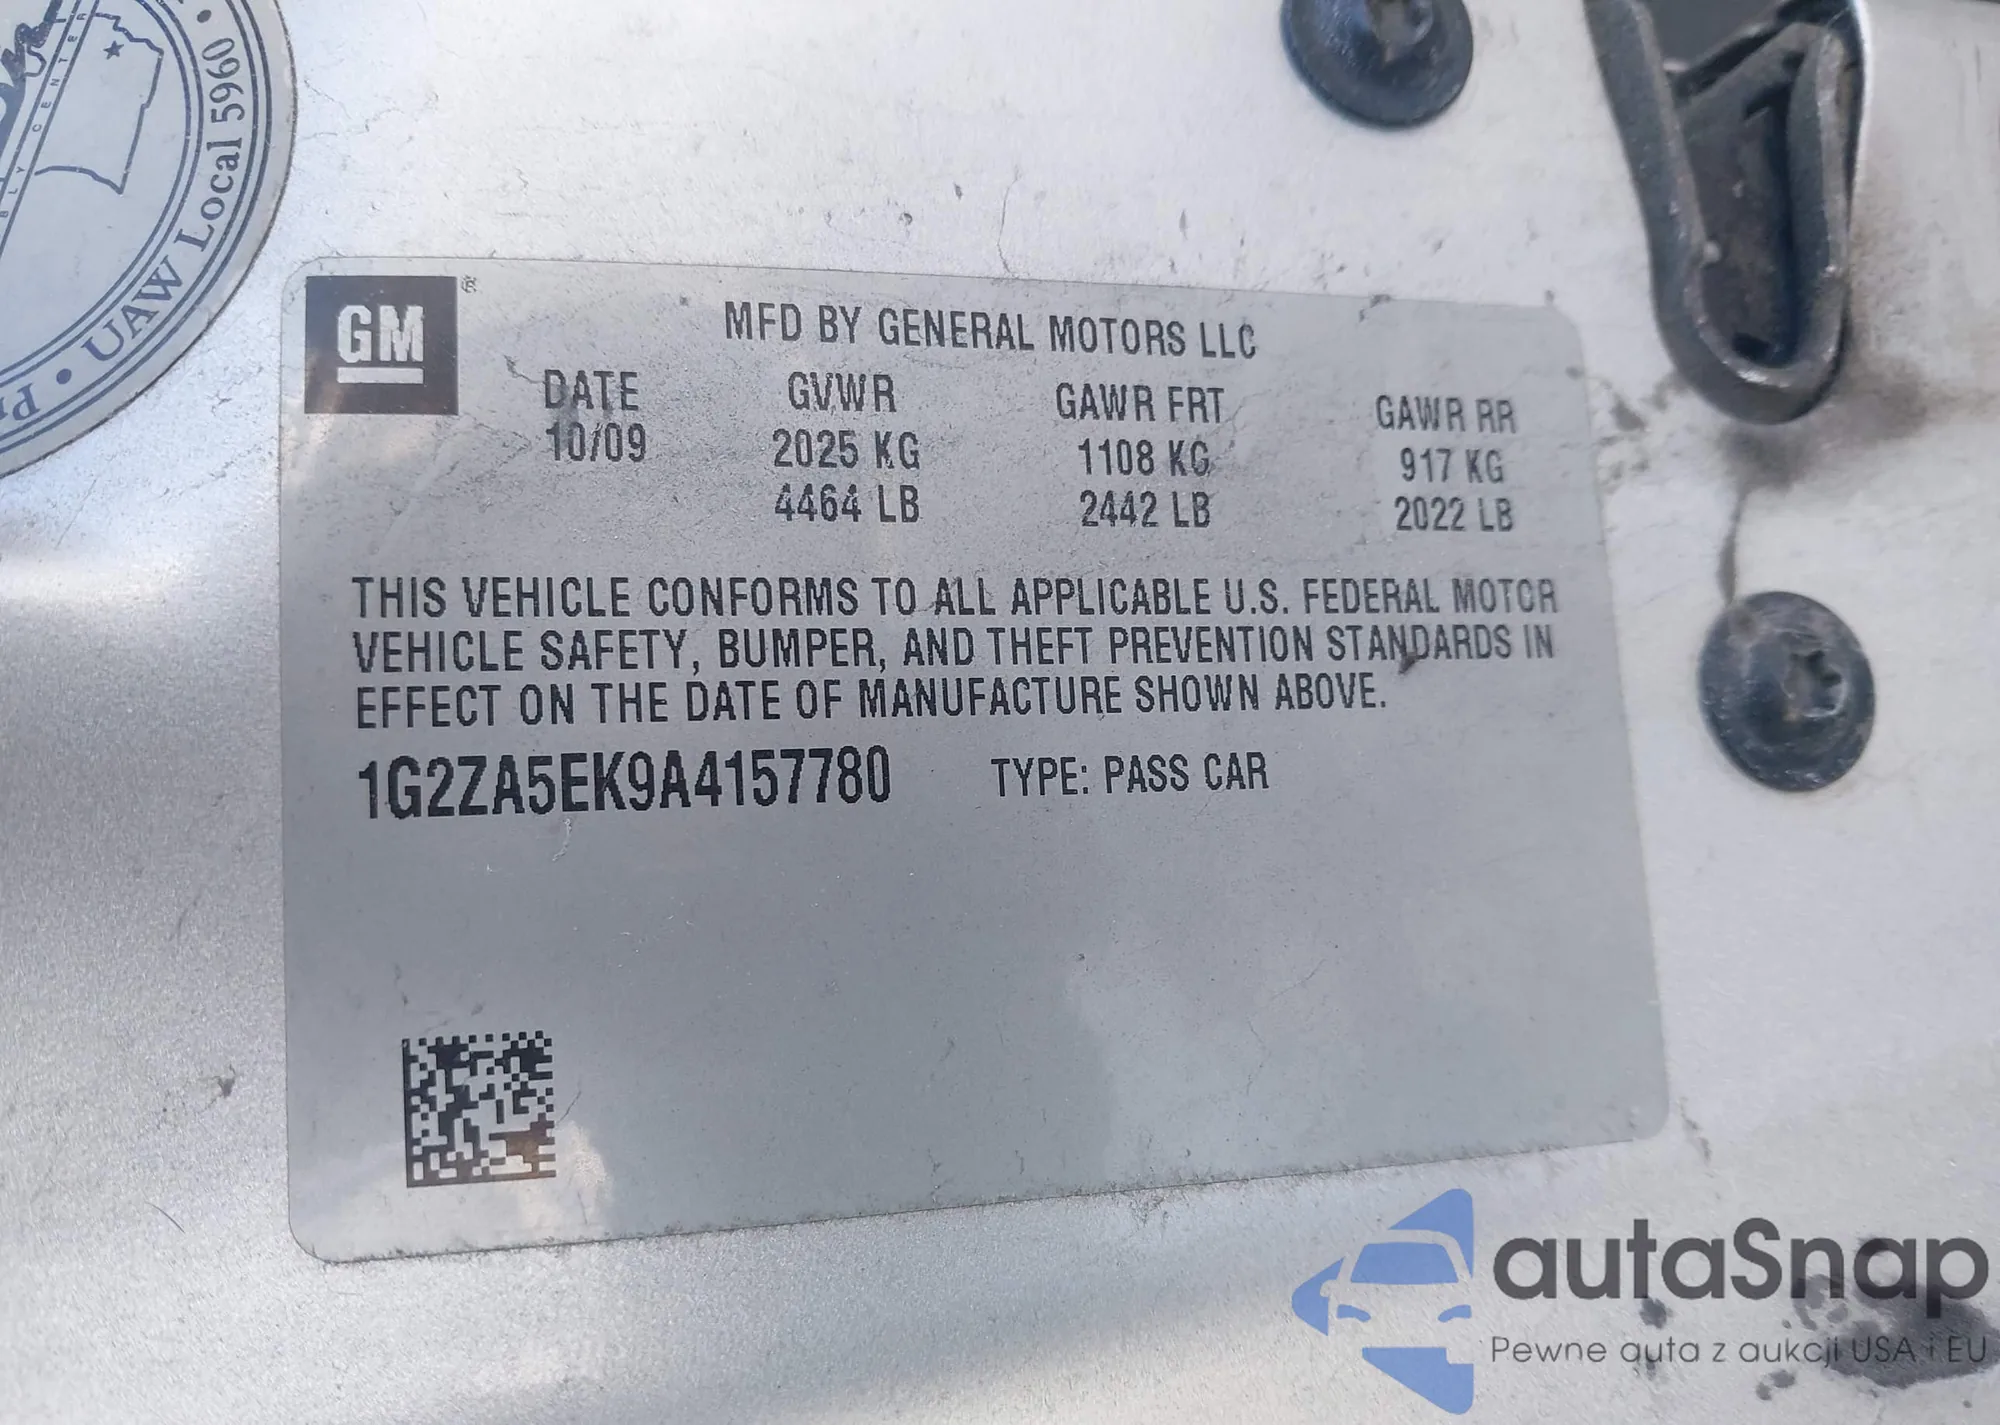 UAW Local 5960
GM
MFD BY GENERAL MOTORS LLC
DATE GVWR GAWR FRT GAWR RR
10/09 2025 KG 1108 KG 917 KG
4464 LB 2442 LB 2022 LB
THIS VEHICLE CONFORMS TO ALL APPLICABLE U.S. FEDERAL MOTOR
VEHICLE SAFETY, BUMPER, AND THEFT PREVENTION STANDARDS IN
EFFECT ON THE DATE OF MANUFACTURE SHOWN ABOVE.
1G2ZA5EK9A4157780 TYPE: PASS CAR
autaSnap
Pewne auta z aukcji USA i EU